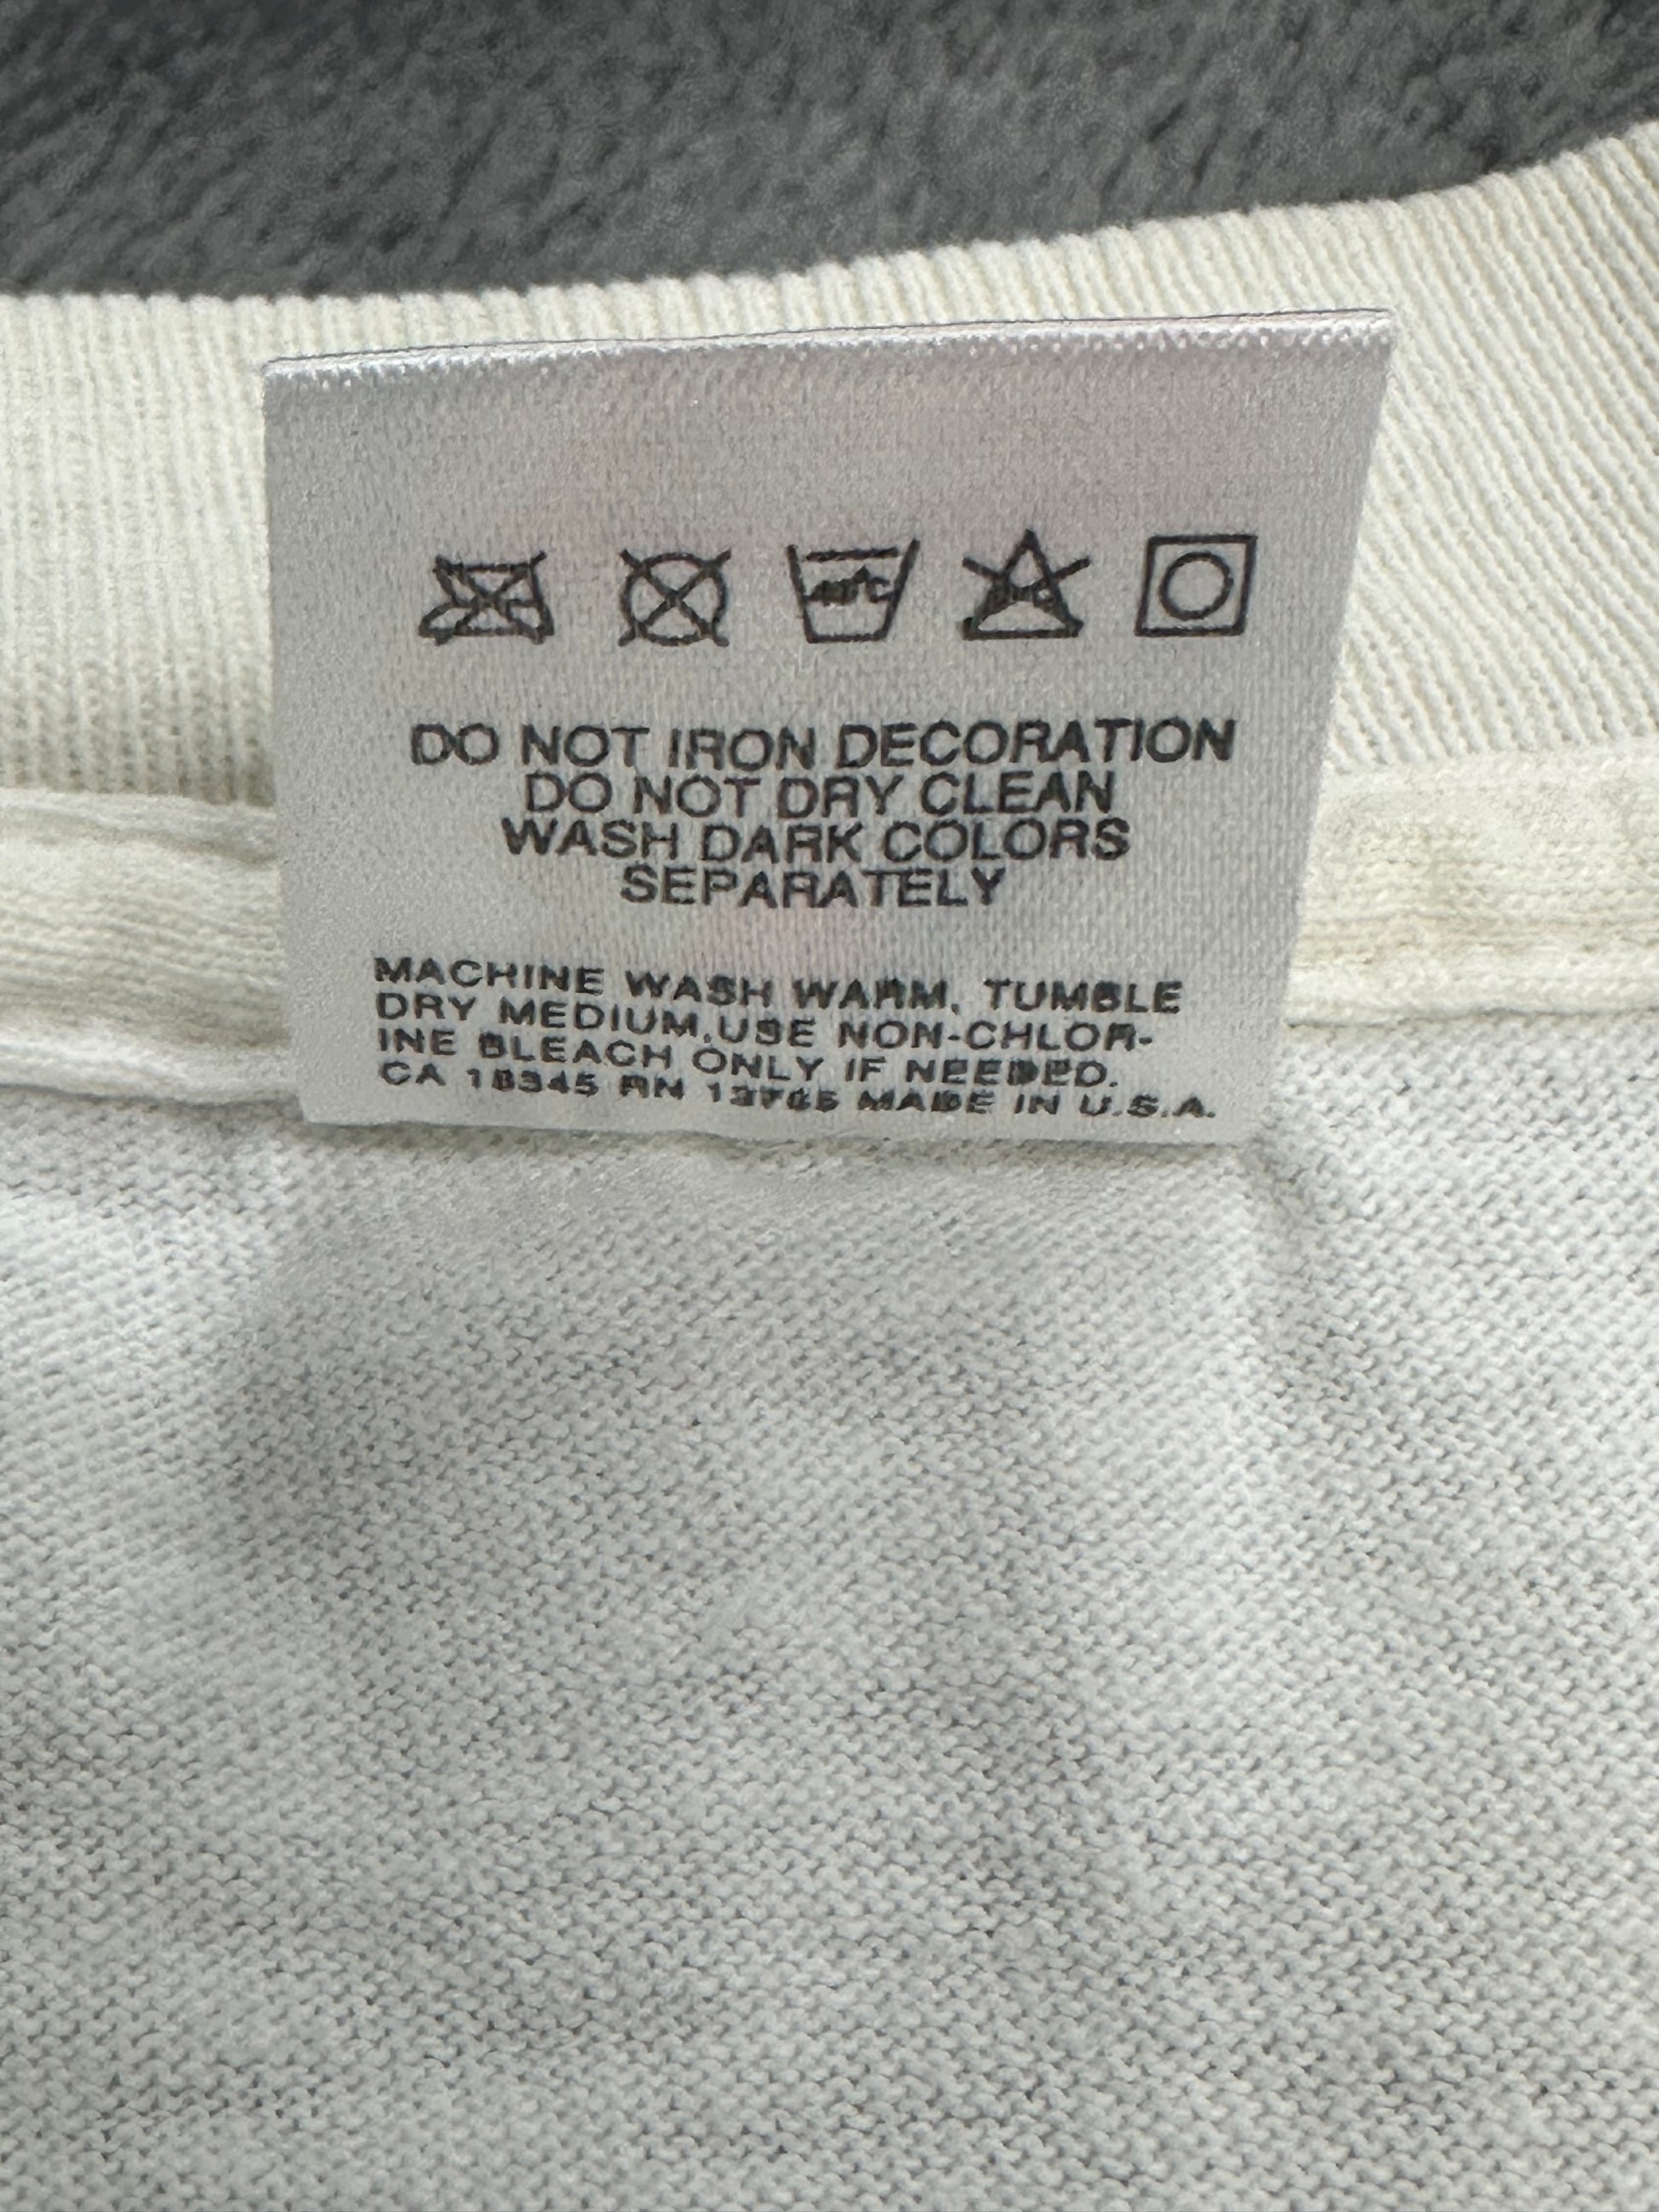 40°C
DO NOT IRON DECORATION
DO NOT DRY CLEAN
WASH DARK COLORS
SEPARATELY
MACHINE WASH WARM, TUMBLE
DRY MEDIUM.USE NON-CHLOR-
INE BLEACH ONLY IF NEEDED.
CA RN MADE IN U.S.A.